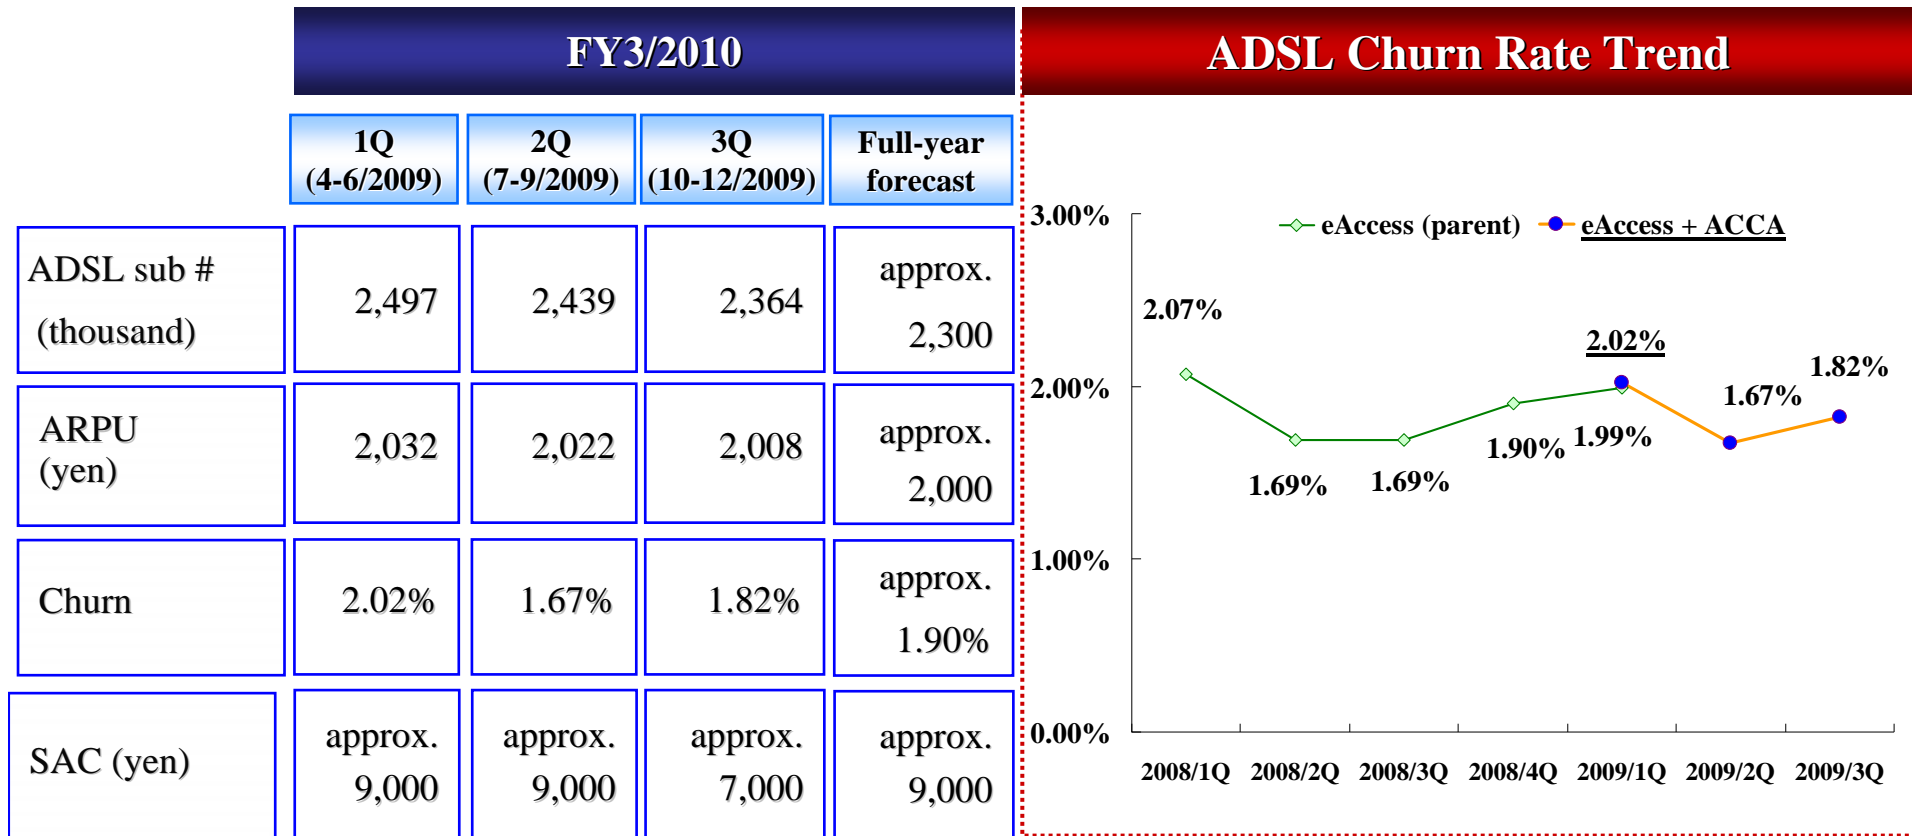 FY3/2010
1Q
(4-6/2009)
2Q
(7-9/2009)
3Q
(10-12/2009)
Full-year
forecast
ADSL sub #
(thousand)
2,497
2,439
2,364
approx.
2,300
ARPU
(yen)
2,032
2,022
2,008
approx.
2,000
Churn
2.02%
1.67%
1.82%
approx.
1.90%
SAC (yen)
approx.
9,000
approx.
9,000
approx.
7,000
approx.
9,000
ADSL Churn Rate Trend
eAccess (parent)
eAccess + ACCA
3.00%
2.00%
1.00%
0.00%
2.07%
1.69%
1.69%
1.90%
1.99%
2.02%
1.67%
1.82%
2008/1Q
2008/2Q
2008/3Q
2008/4Q
2009/1Q
2009/2Q
2009/3Q